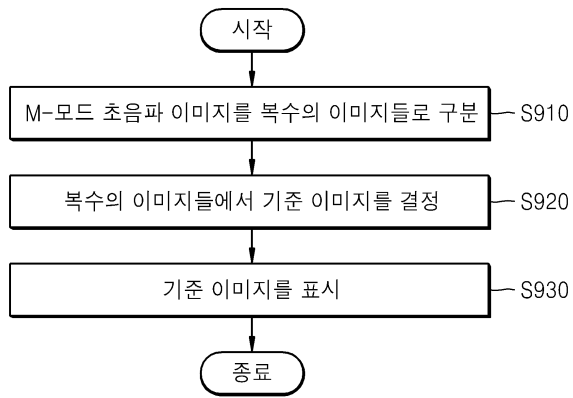 시작
M-모드 초음파 이미지를 복수의 이미지들로 구분
S910
복수의 이미지들에서 기준 이미지를 결정
S920
기준 이미지를 표시
S930
종료